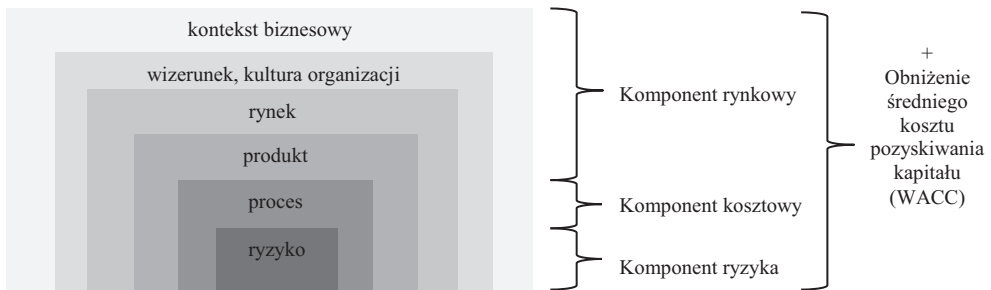 kontekst biznesowy
wizerunek, kultura organizacji
rynek
produkt
proces
ryzyko
Komponent rynkowy
Komponent kosztowy
Komponent ryzyka
+
Obniżenie
średniego
kosztu
pozyskiwania
kapitału
(WACC)